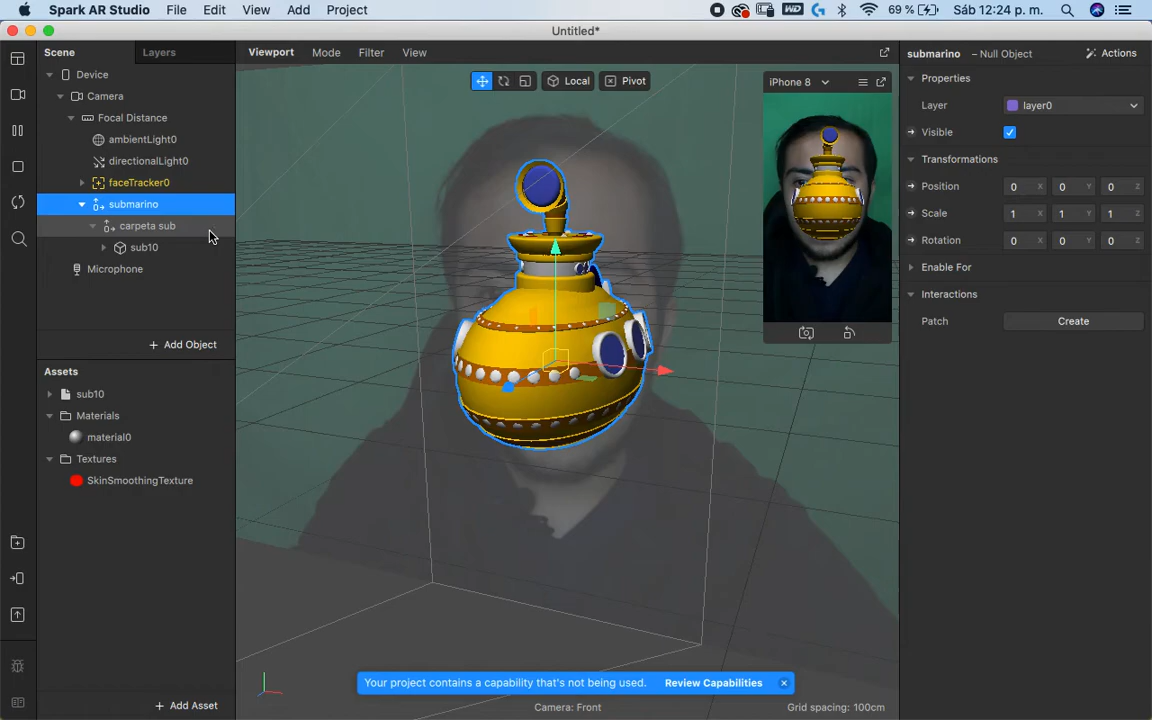 Spark AR Studio File Edit View Add Project 69 % Sáb 12:24 p. m.
Untitled*
Scene Layers
Device
Camera
Focal Distance
ambientLight0
directionalLight0
faceTracker0
submarino
carpeta sub
sub10
Microphone
Add Object
Assets
sub10
Materials
material0
Textures
SkinSmoothingTexture
Add Asset
Viewport Mode Filter View
Local Pivot
iPhone 8
Your project contains a capability that's not being used. Review Capabilities
Camera: Front Grid spacing: 100cm
submarino – Null Object Actions
Properties
Layer layer0
Visible
Transformations
Position 0 X 0 Y 0 Z
Scale 1 X 1 Y 1 Z
Rotation 0 X 0 Y 0 Z
Enable For
Interactions
Patch Create